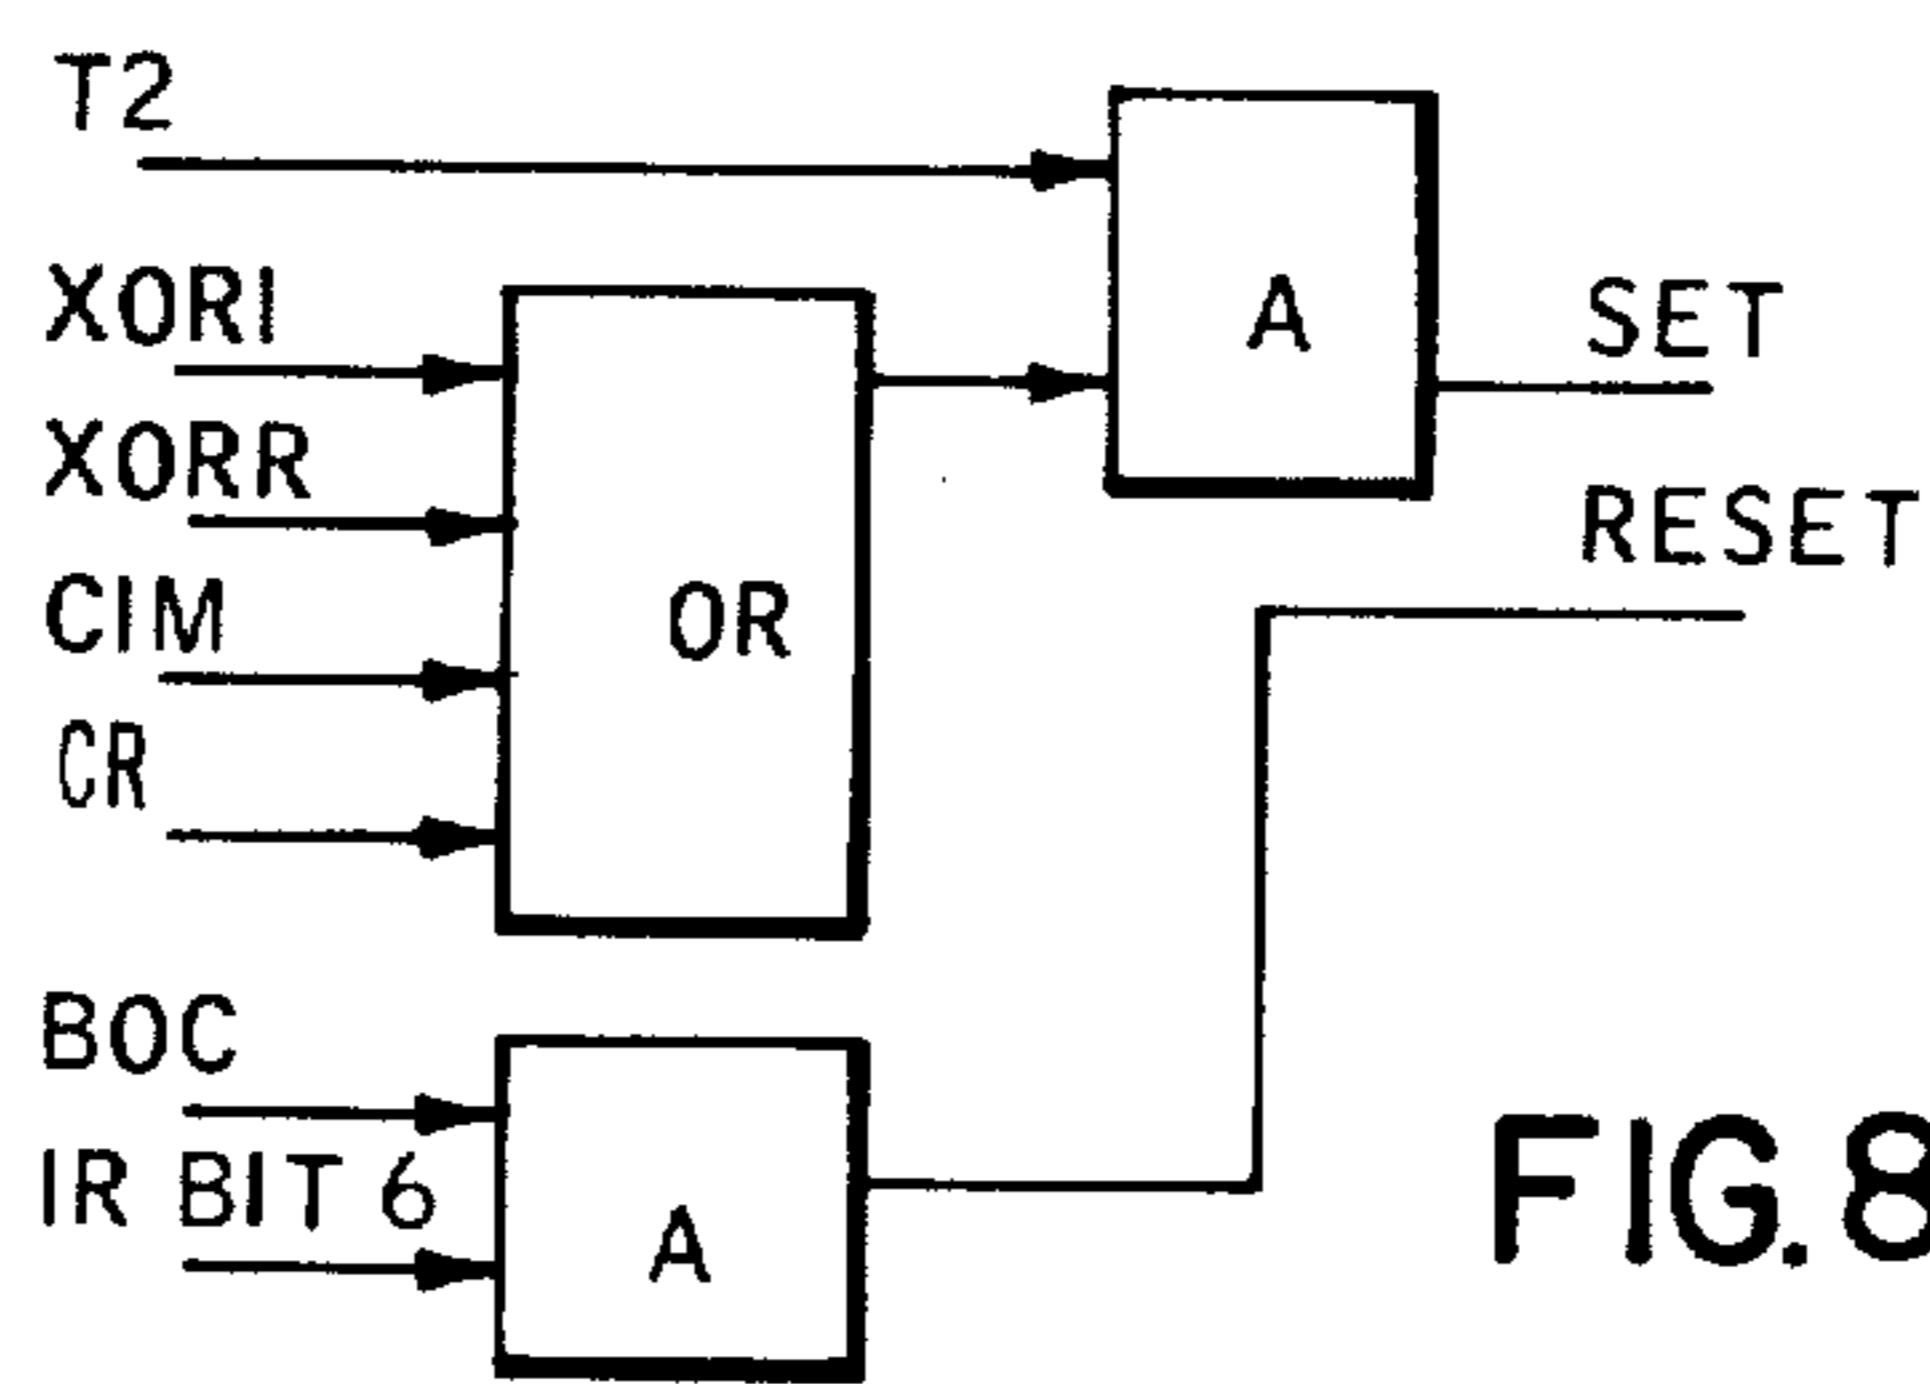 T2
XORI
A
SET
XORR
RESET
CIM
OR
CR
BOC
IR BIT 6
A
FIG.8